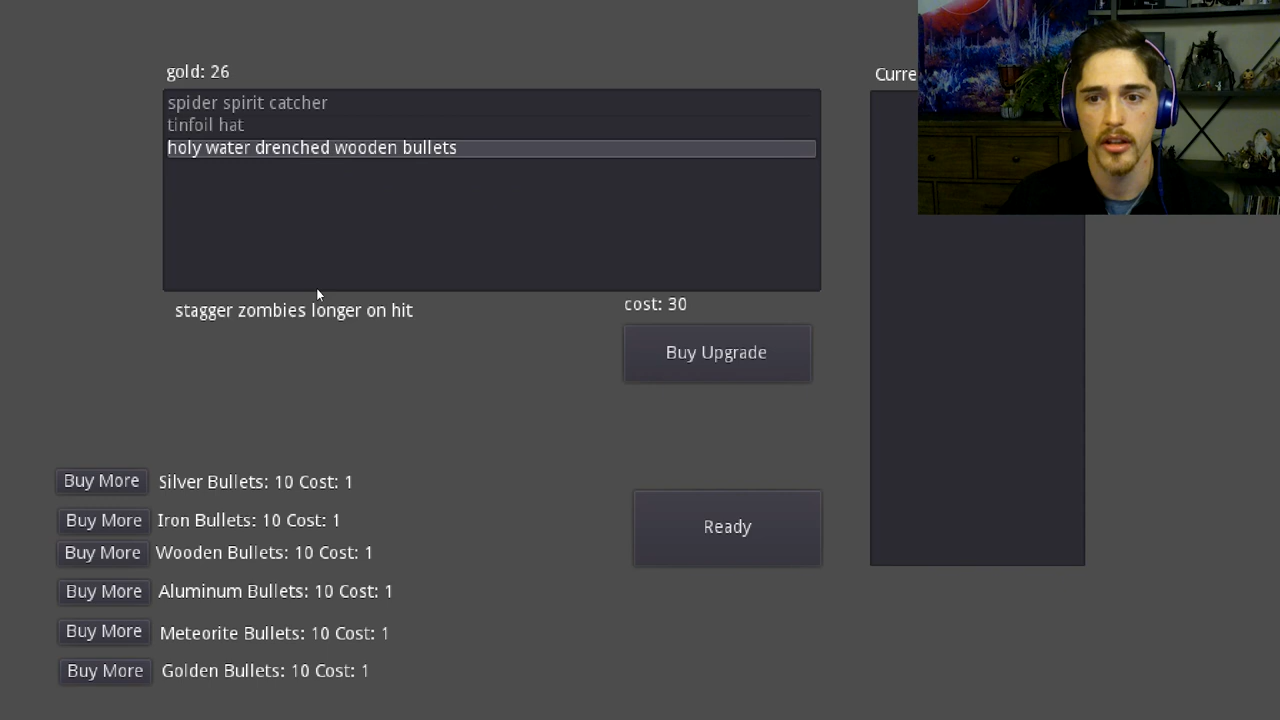 gold: 26
Curre
spider spirit catcher
tinfoil hat
holy water drenched wooden bullets
stagger zombies longer on hit
cost: 30
Buy Upgrade
Buy More Silver Bullets: 10 Cost: 1
Buy More Iron Bullets: 10 Cost: 1
Buy More Wooden Bullets: 10 Cost: 1
Buy More Aluminum Bullets: 10 Cost: 1
Buy More Meteorite Bullets: 10 Cost: 1
Buy More Golden Bullets: 10 Cost: 1
Ready